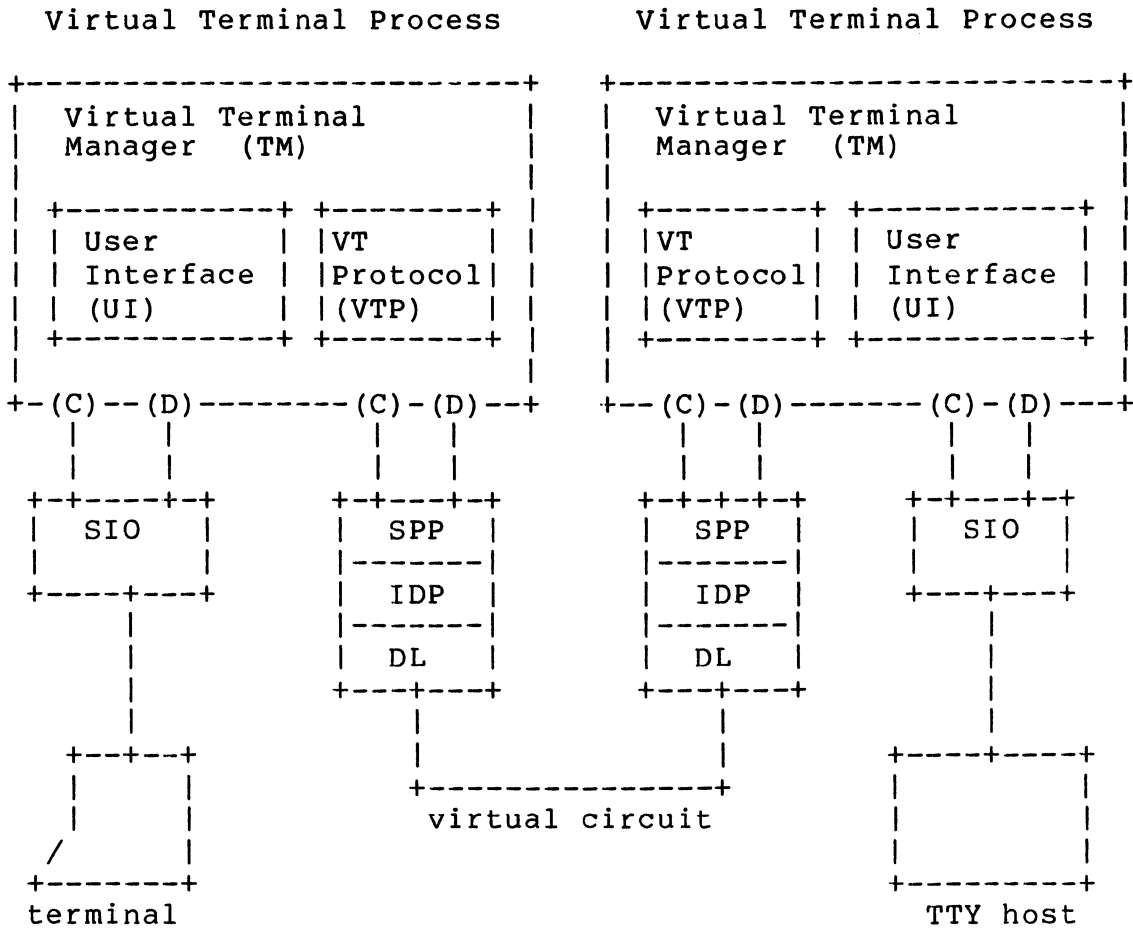 Virtual Terminal Process Virtual Terminal Process
Virtual Terminal Virtual Terminal
Manager (TM) Manager (TM)
User VT VT User
Interface Protocol Protocol Interface
(UI) (VTP) (VTP) (UI)
(C) (D) (C) (D) (C) (D) (C) (D)
SIO SPP SPP SIO
IDP IDP
DL DL
virtual circuit
terminal TTY host